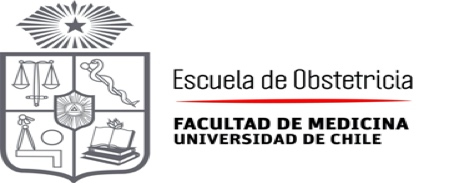 Escuela de Obstetricia
FACULTAD DE MEDICINA
UNIVERSIDAD DE CHILE